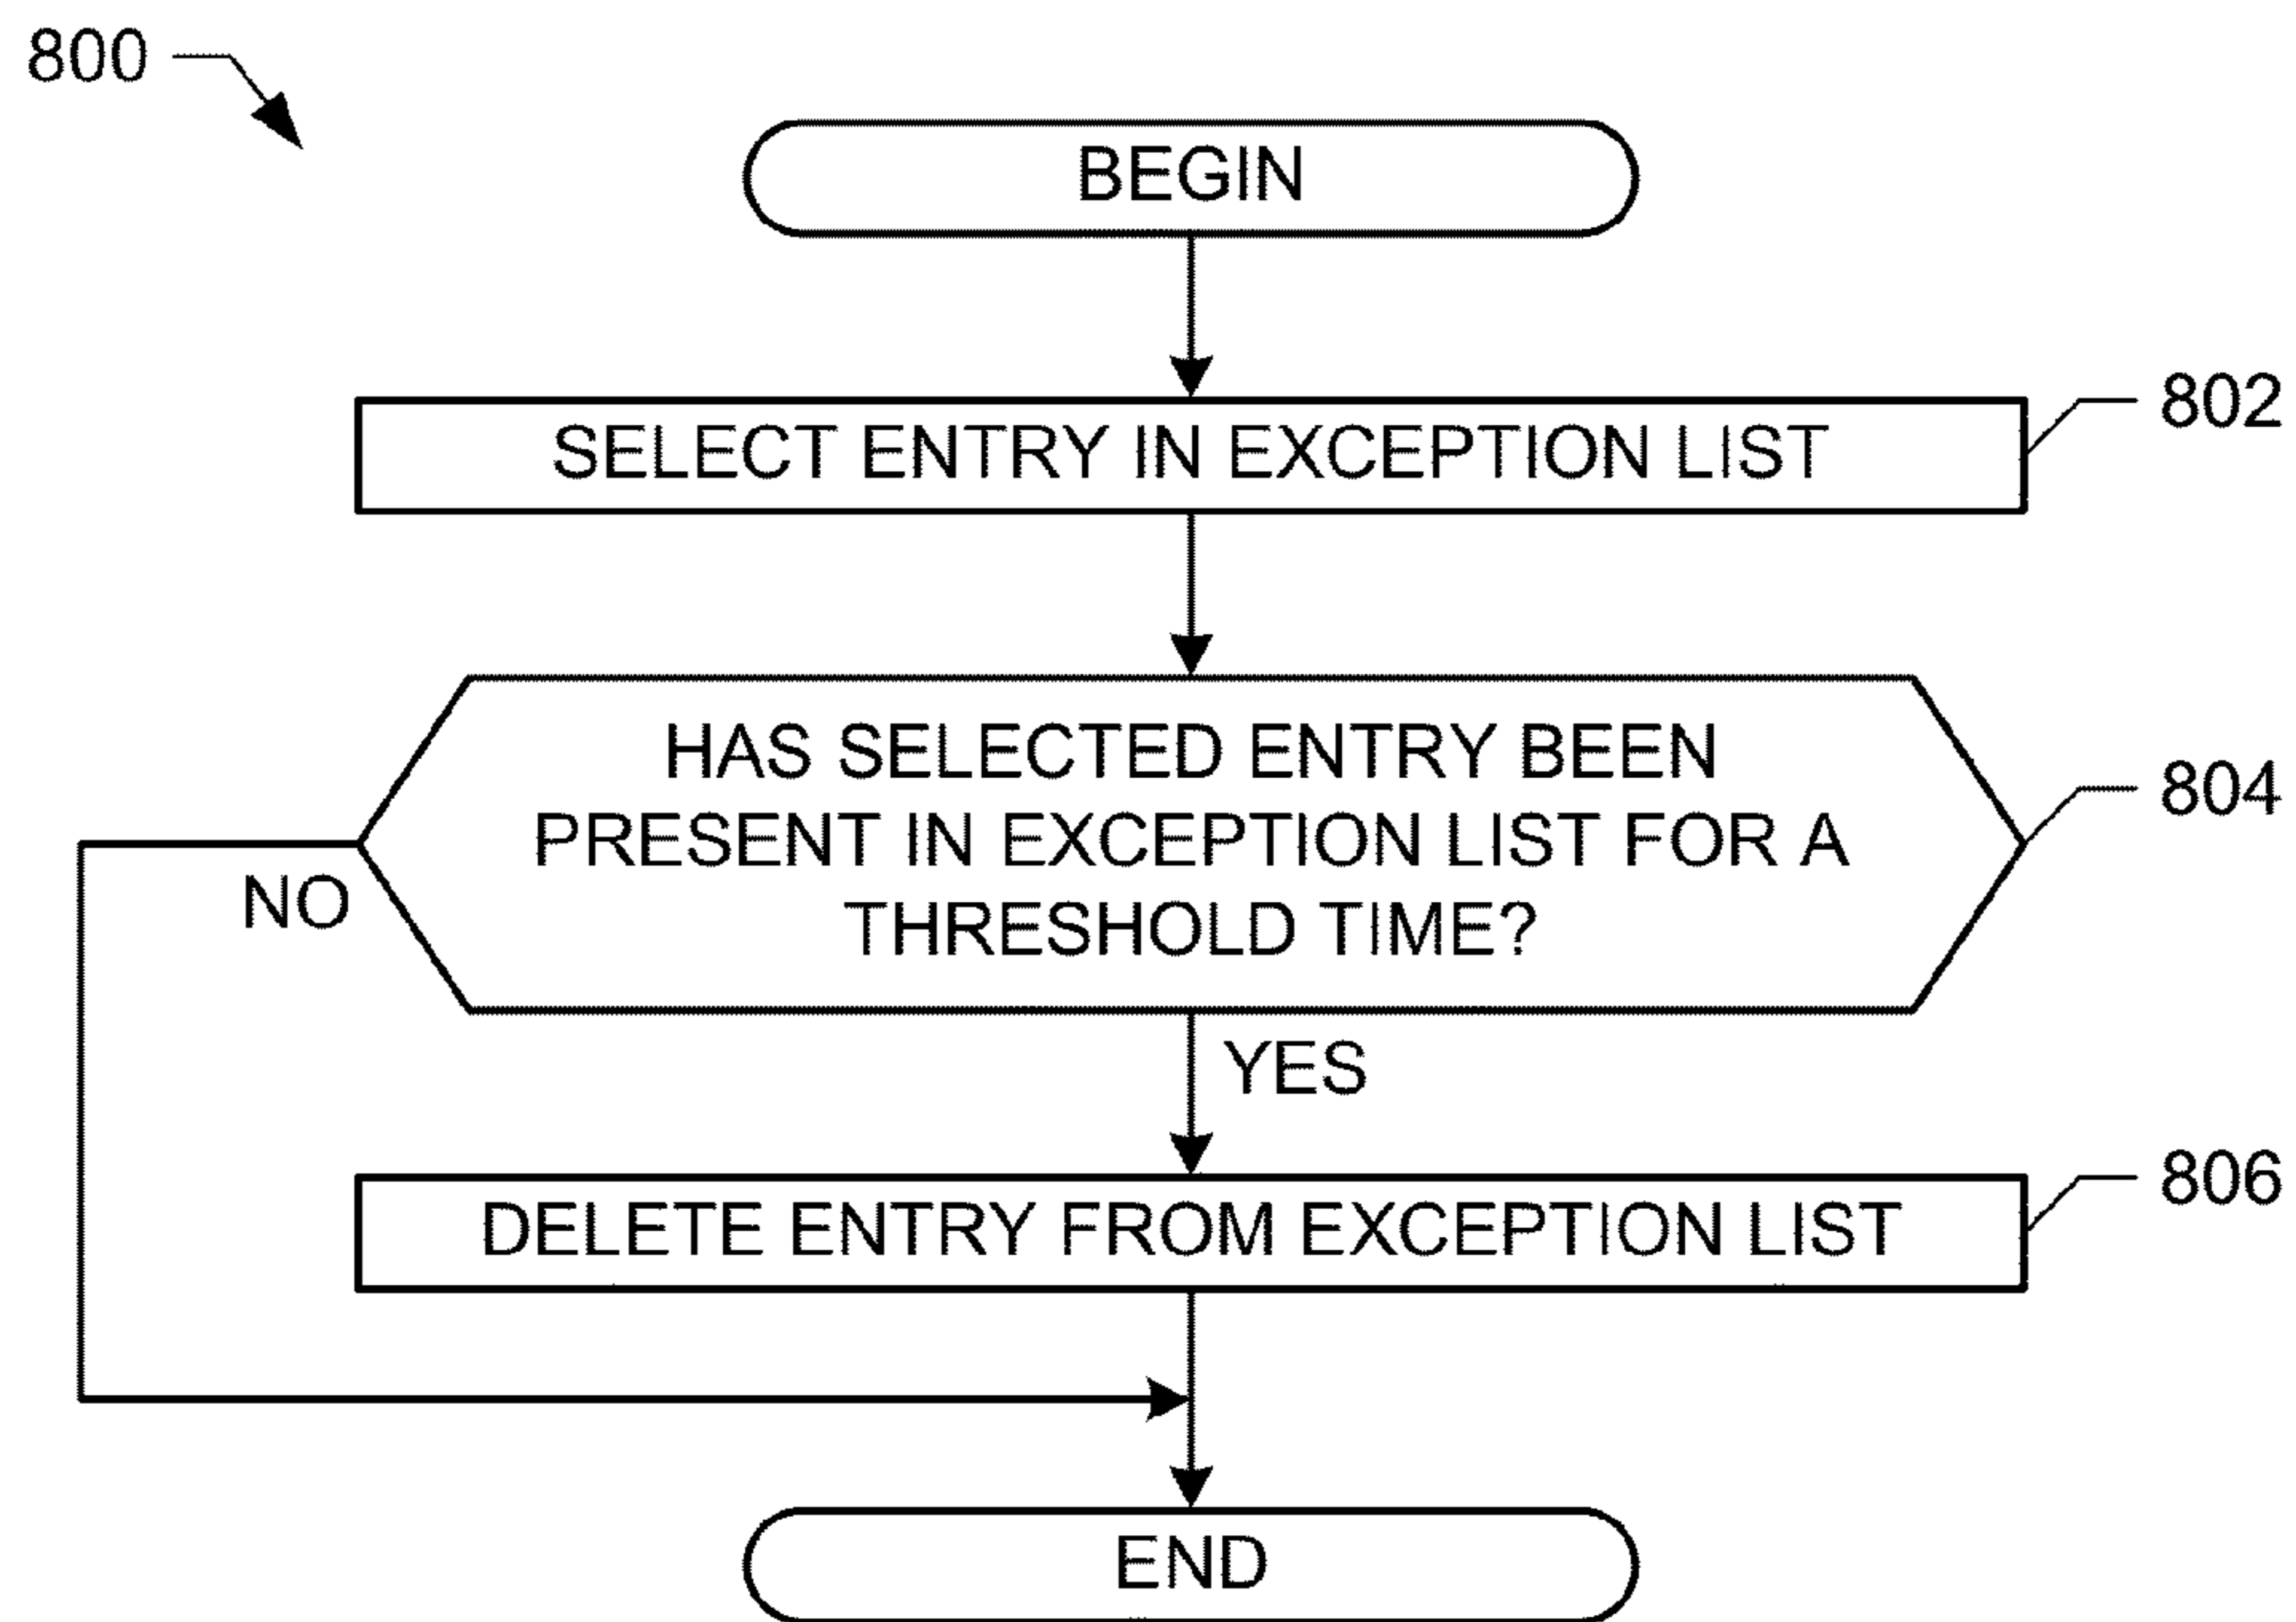 800
BEGIN
SELECT ENTRY IN EXCEPTION LIST
802
HAS SELECTED ENTRY BEEN
PRESENT IN EXCEPTION LIST FOR A
THRESHOLD TIME?
804
NO
YES
DELETE ENTRY FROM EXCEPTION LIST
806
END